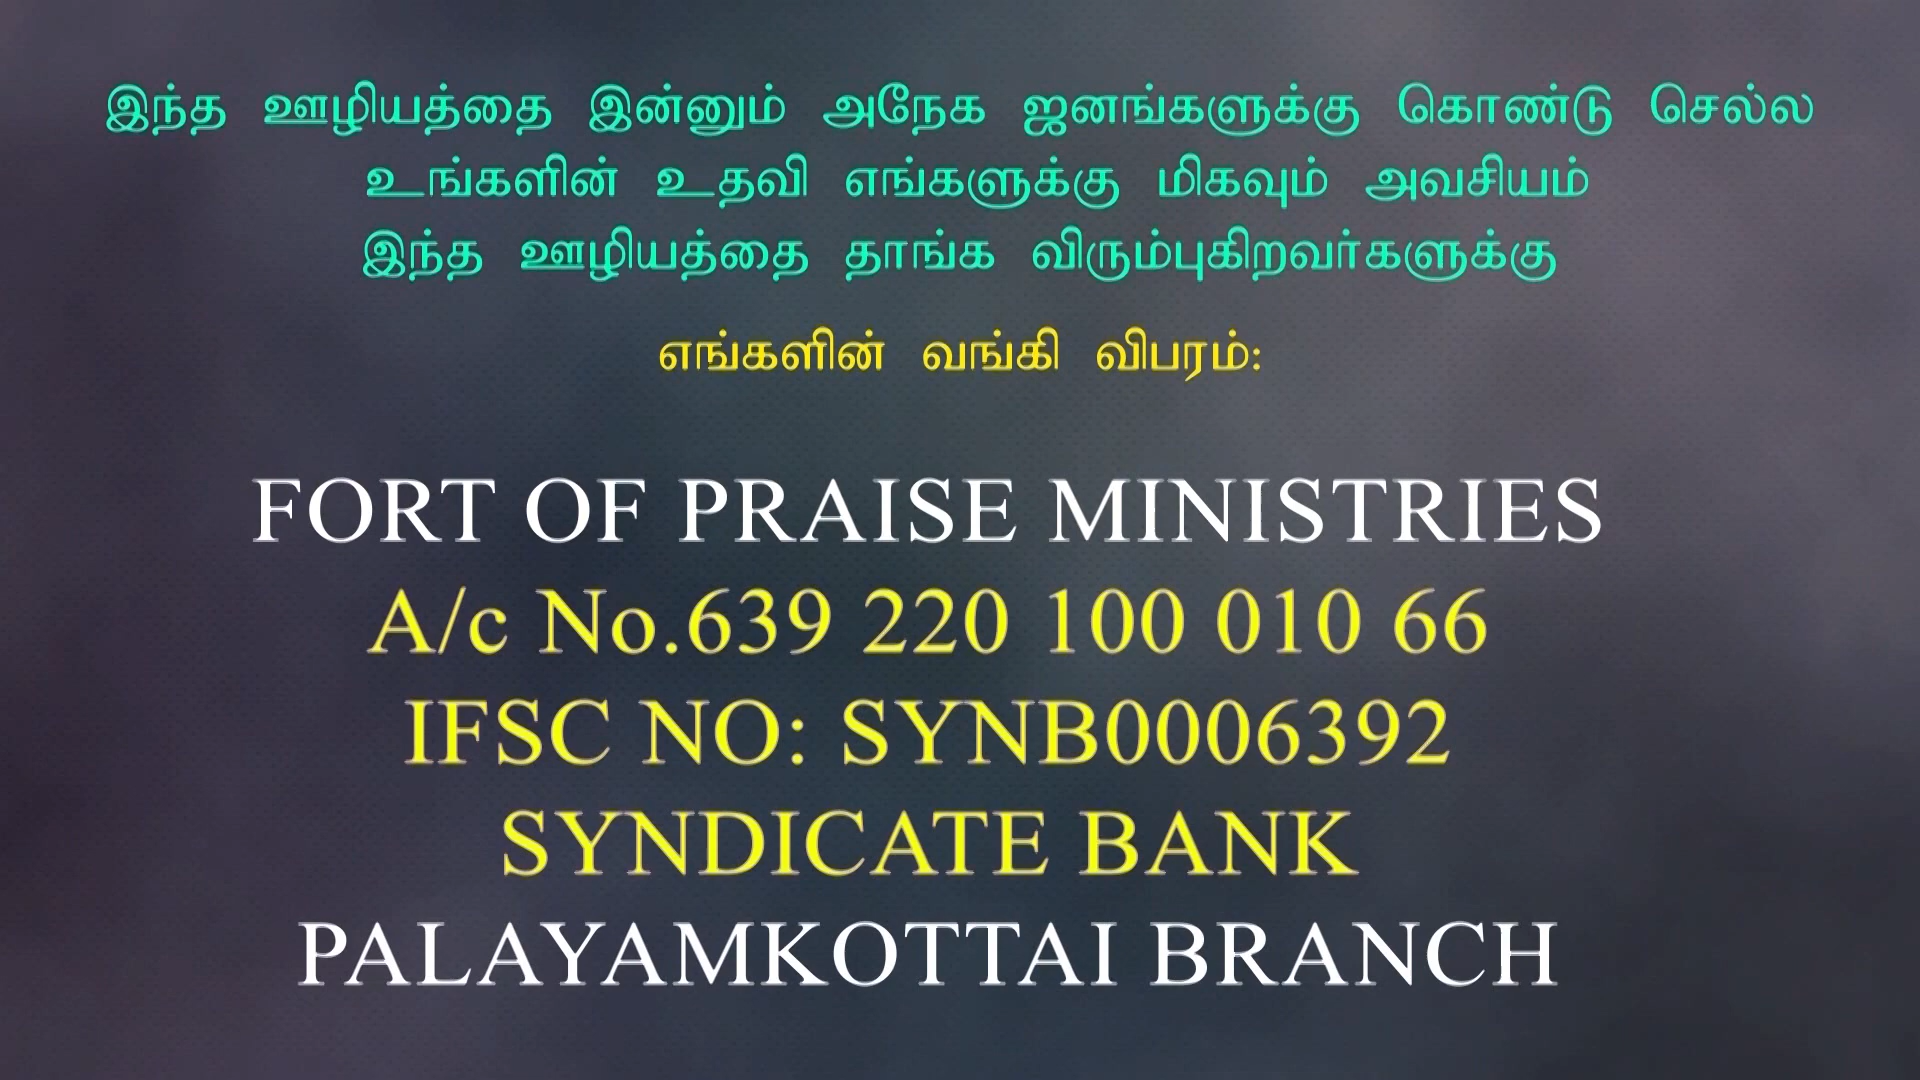 இந்த ஊழியத்தை இன்னும் அநேக ஜனங்களுக்கு கொண்டு செல்ல
உங்களின் உதவி எங்களுக்கு மிகவும் அவசியம்
இந்த ஊழியத்தை தாங்க விரும்புகிறவர்களுக்கு
எங்களின் வங்கி விபரம்:
FORT OF PRAISE MINISTRIES
A/c No.639 220 100 010 66
IFSC NO: SYNB0006392
SYNDICATE BANK
PALAYAMKOTTAI BRANCH